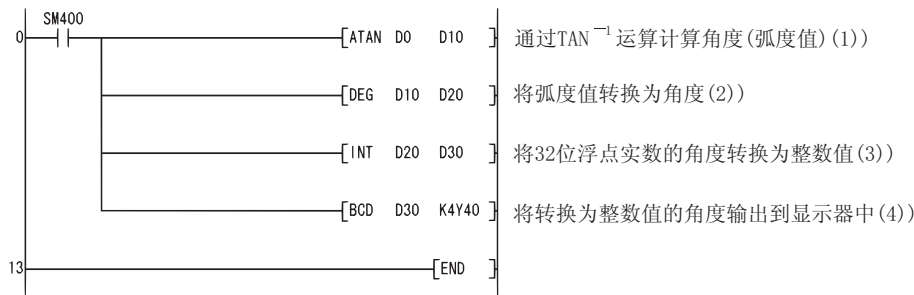 SM400
0 [ATAN D0 D10 ] 通过TAN⁻¹运算计算角度(弧度值)(1))
[DEG D10 D20 ] 将弧度值转换为角度(2))
[INT D20 D30 ] 将32位浮点实数的角度转换为整数值(3))
[BCD D30 K4Y40 ] 将转换为整数值的角度输出到显示器中(4))
13 [END ]